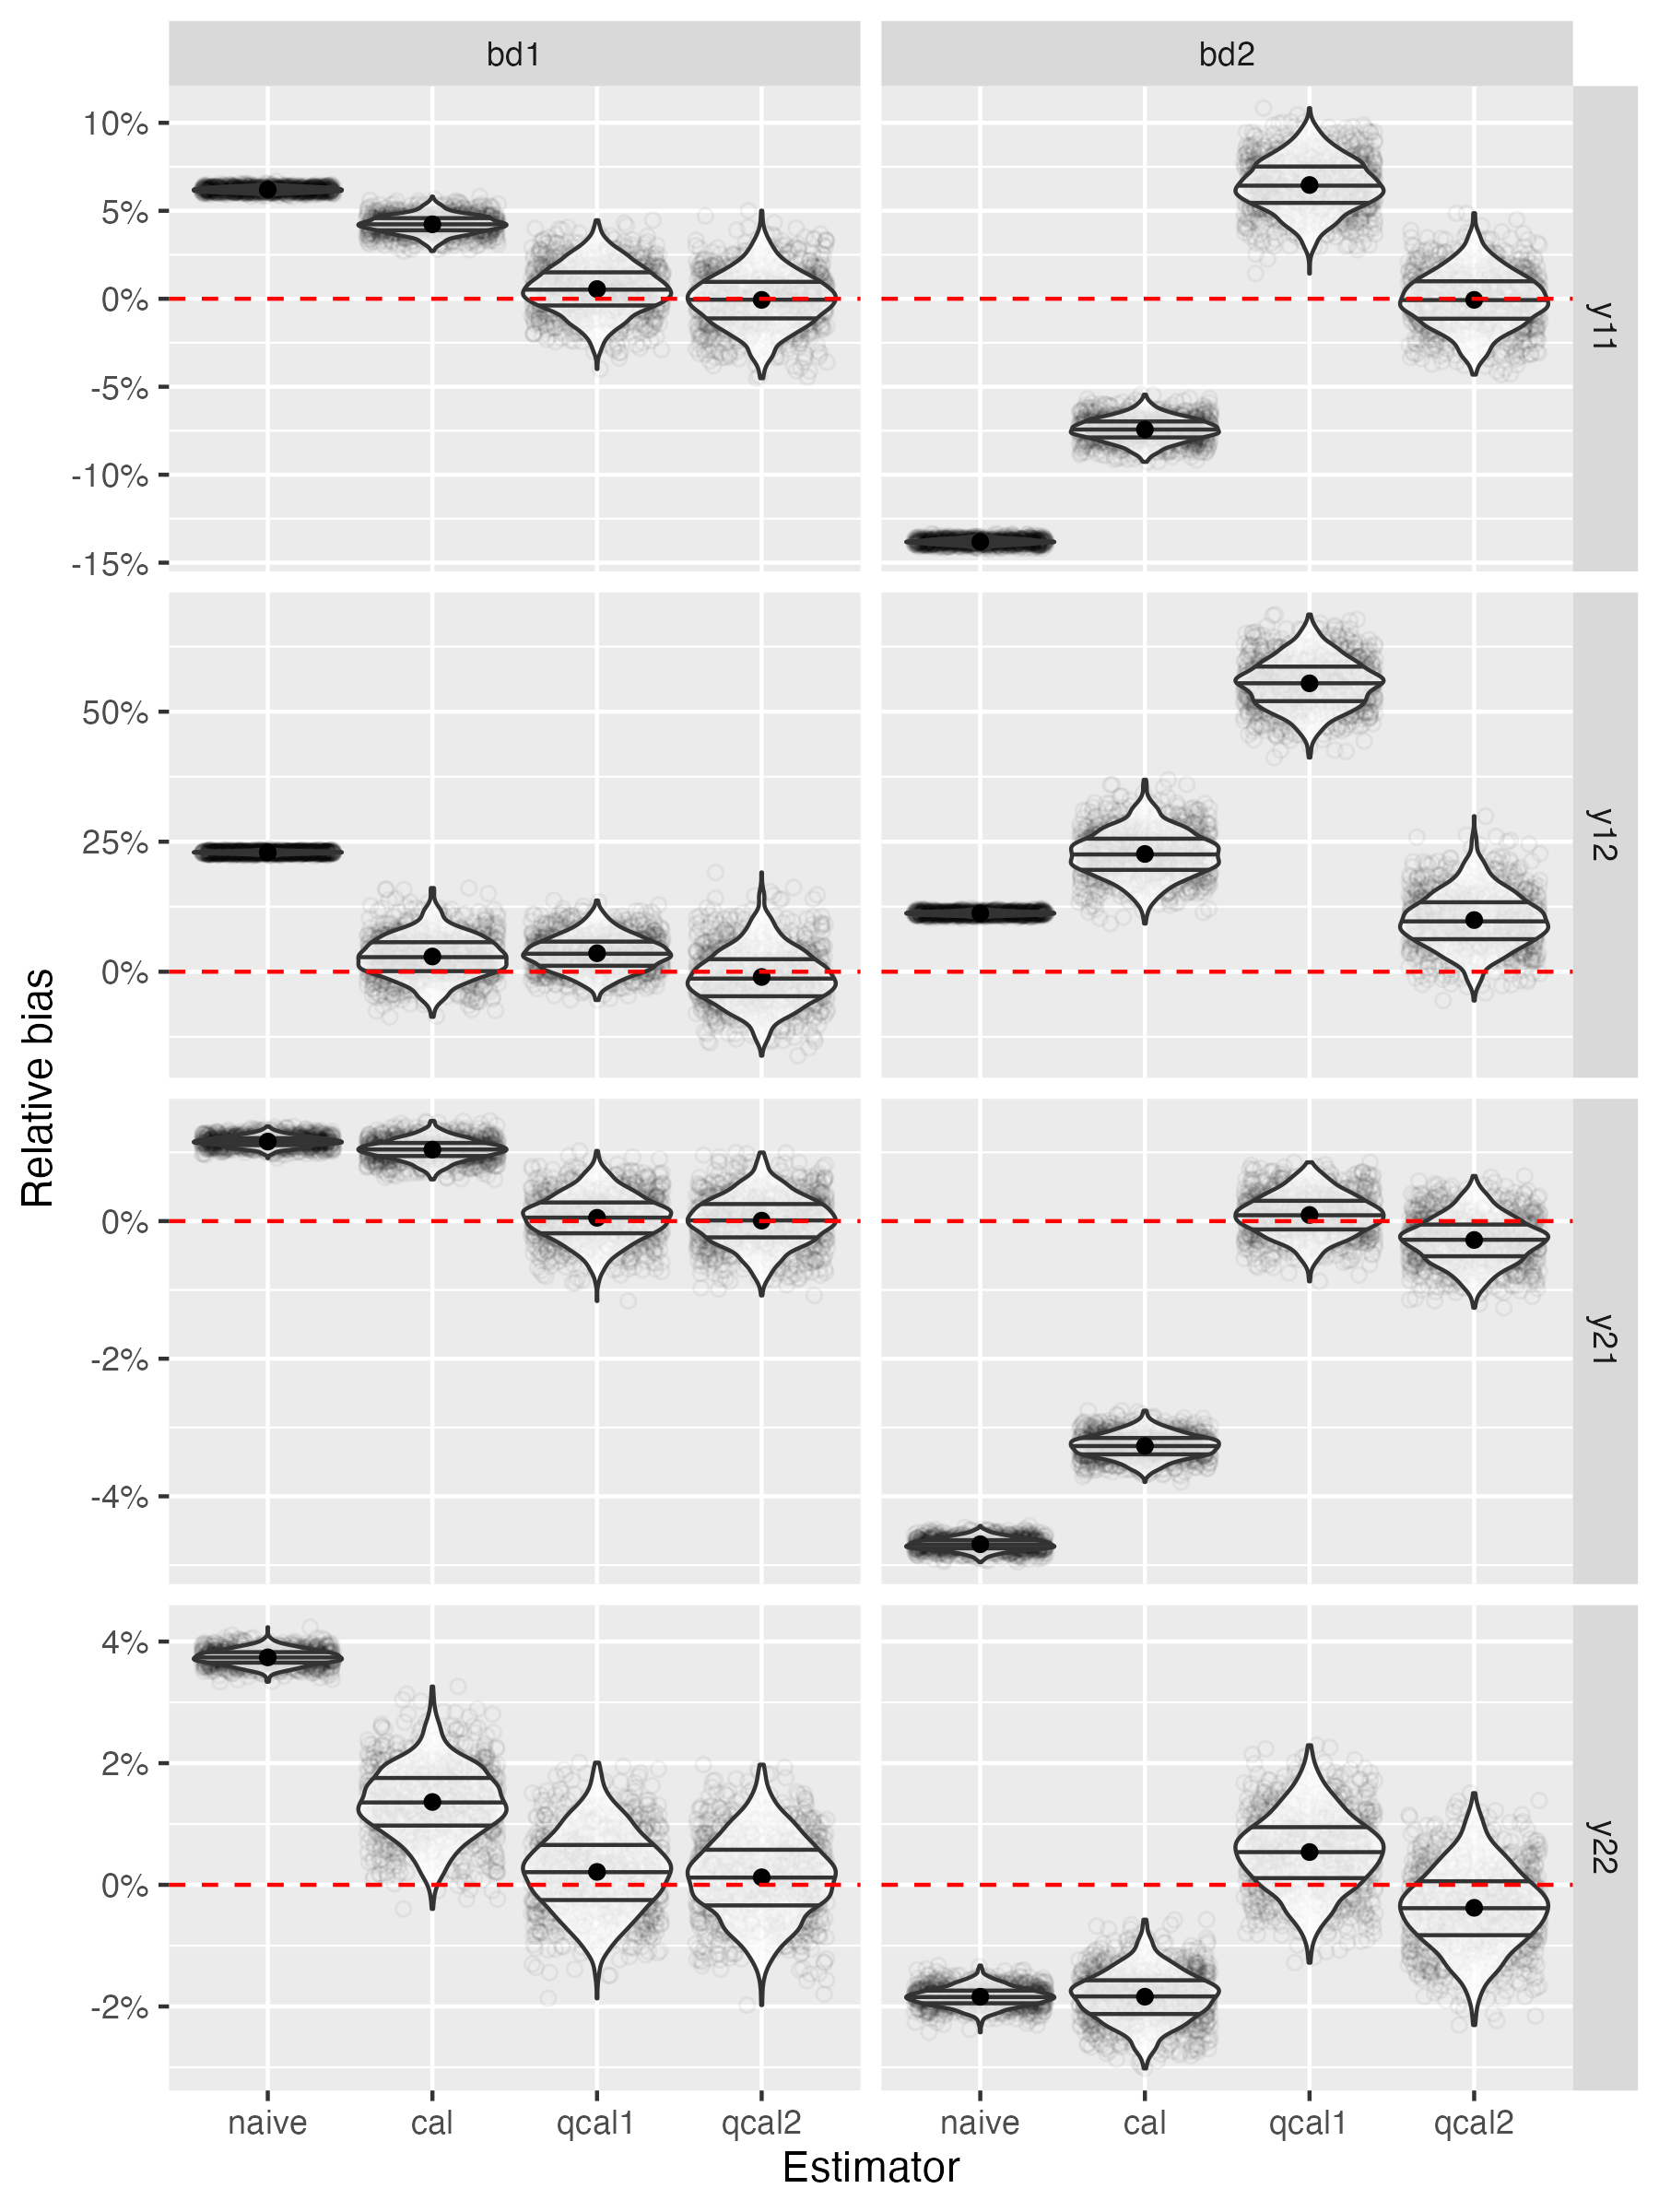 bd1 bd2
10%
5%
0%
-5%
-10%
-15%
y11
50%
25%
0%
y12
0%
-2%
-4%
y21
4%
2%
0%
-2%
y22
Relative bias
naive cal qcal1 qcal2 naive cal qcal1 qcal2
Estimator